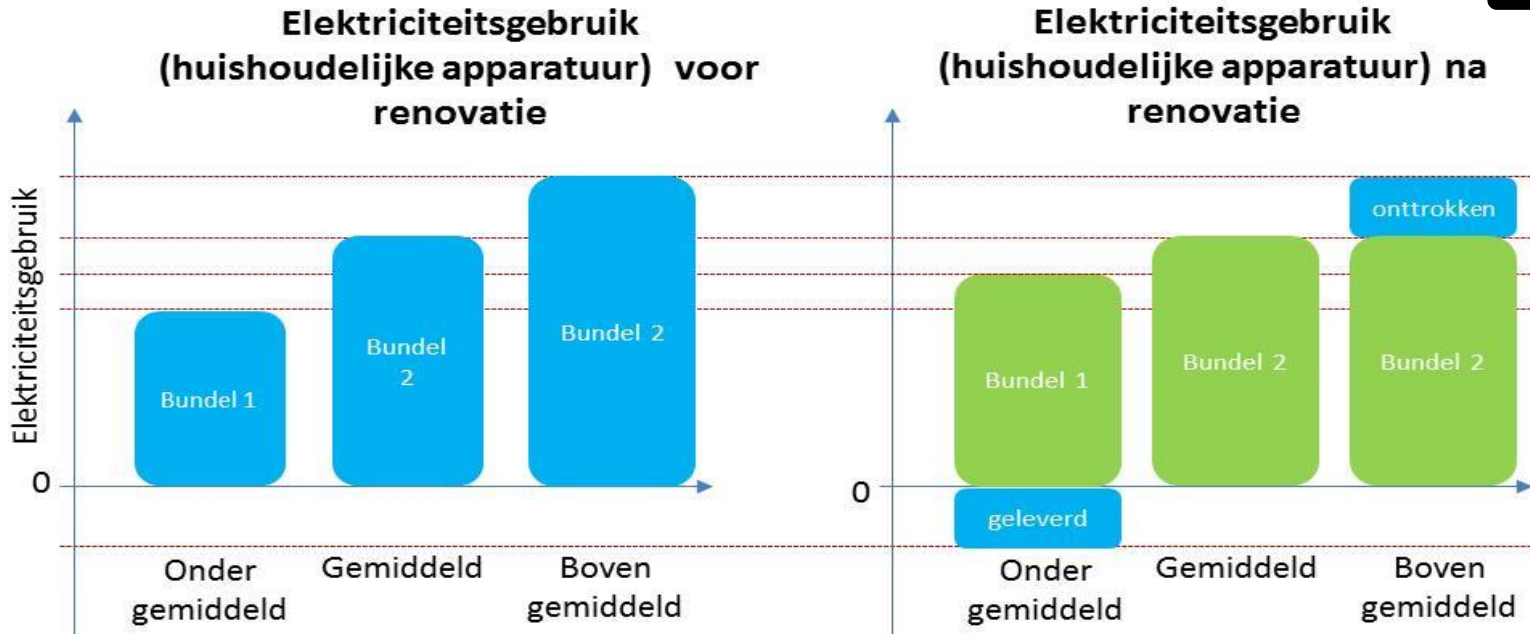 Elektriciteitsgebruik
(huishoudelijke apparatuur) voor
renovatie
Elektriciteitsgebruik
0
Bundel 1
Bundel
2
Bundel 2
Onder
gemiddeld
Gemiddeld
Boven
gemiddeld
Elektriciteitsgebruik
(huishoudelijke apparatuur) na
renovatie
0
Bundel 1
geleverd
Bundel 2
onttrokken
Bundel 2
Onder
gemiddeld
Gemiddeld
Boven
gemiddeld